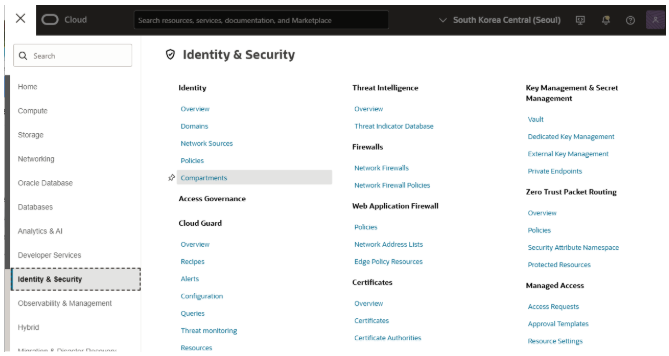 Cloud
Search resources, services, documentation, and Marketplace
South Korea Central (Seoul)
Search
Home
Compute
Storage
Networking
Oracle Database
Databases
Analytics & AI
Developer Services
Identity & Security
Observability & Management
Hybrid
Migration & Disaster Recovery
Identity & Security
Identity
Overview
Domains
Network Sources
Policies
Compartments
Access Governance
Cloud Guard
Overview
Recipes
Alerts
Configuration
Queries
Threat monitoring
Resources
Threat Intelligence
Overview
Threat Indicator Database
Firewalls
Network Firewalls
Network Firewall Policies
Web Application Firewall
Policies
Network Address Lists
Edge Policy Resources
Certificates
Overview
Certificates
Certificate Authorities
Key Management & Secret
Management
Vault
Dedicated Key Management
External Key Management
Private Endpoints
Zero Trust Packet Routing
Overview
Policies
Security Attribute Namespace
Protected Resources
Managed Access
Access Requests
Approval Templates
Resource Settings